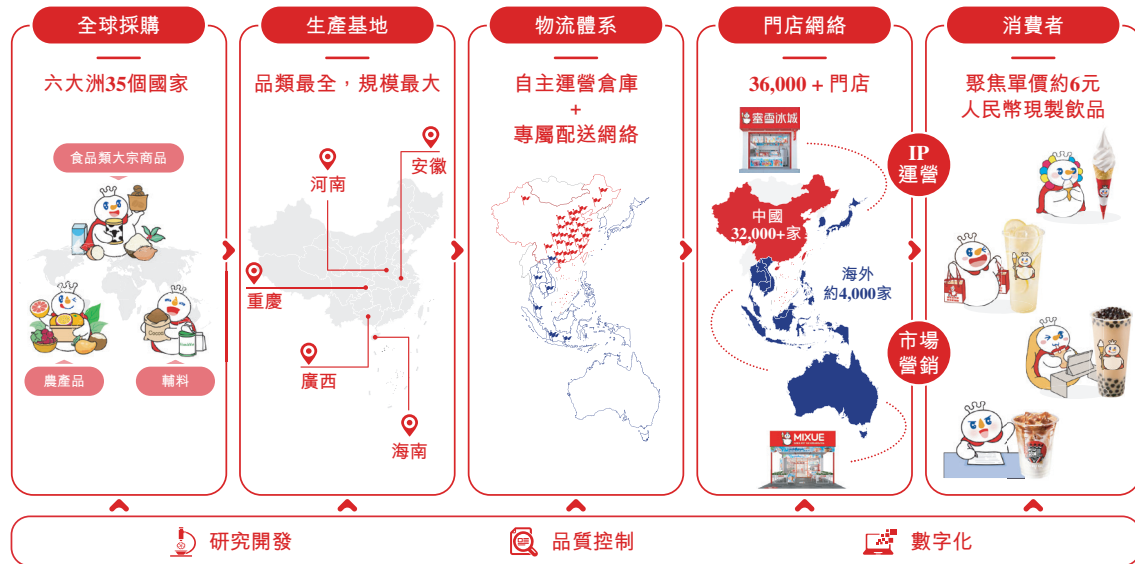 全球採購
六大洲35個國家
食品類大宗商品
農產品
輔料
生產基地
品類最全，規模最大
安徽
河南
重慶
廣西
海南
物流體系
自主運營倉庫
+
專屬配送網絡
門店網絡
36,000 + 門店
蜜雪冰城
中國
32,000+家
海外
約4,000家
MIXUE
IP
運營
市場
營銷
消費者
聚焦單價約6元
人民幣現製飲品
研究開發
品質控制
數字化